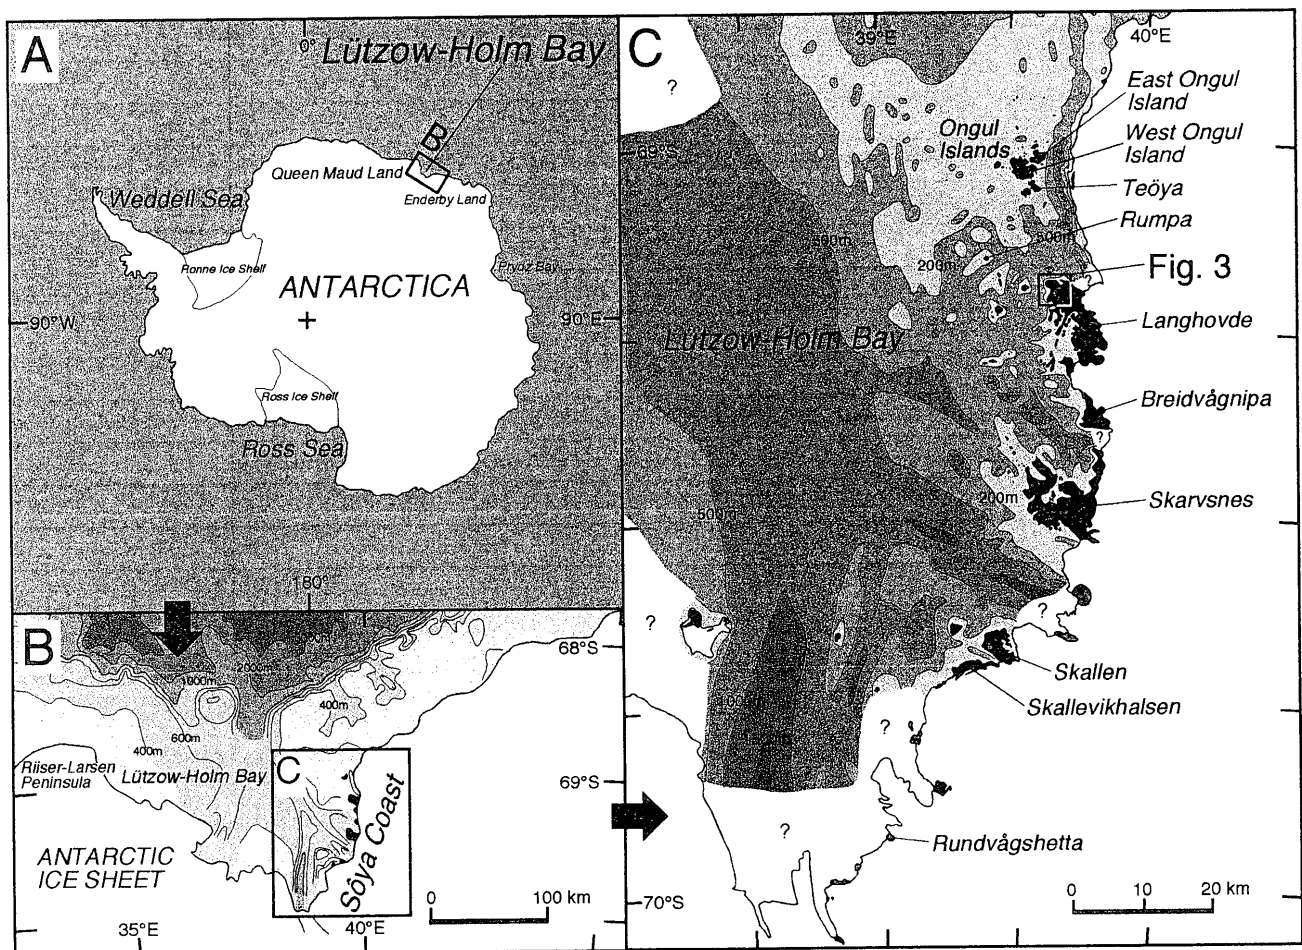 A
0°
Lützow-Holm Bay
B
Queen Maud Land
Enderby Land
Weddell Sea
Ronne Ice Shelf
Prydz Bay
ANTARCTICA
90°W
90°E
Ross Ice Shelf
Ross Sea
180°
B
68°S
2000m
1000m
400m
600m
400m
Riiser-Larsen
Peninsula
Lützow-Holm Bay
C
69°S
Sôya Coast
ANTARCTIC
ICE SHEET
0
100 km
35°E
40°E
C
39°E
40°E
?
East Ongul
Island
Ongul
Islands
West Ongul
Island
69°S
Teöya
Rumpa
500m
200m
Fig. 3
?
Lützow-Holm Bay
Langhovde
Breidvågnipa
?
200m
Skarvsnes
500m
?
?
Skallen
Skallevikhalsen
1000m
?
?
Rundvågshetta
0
10
20 km
70°S